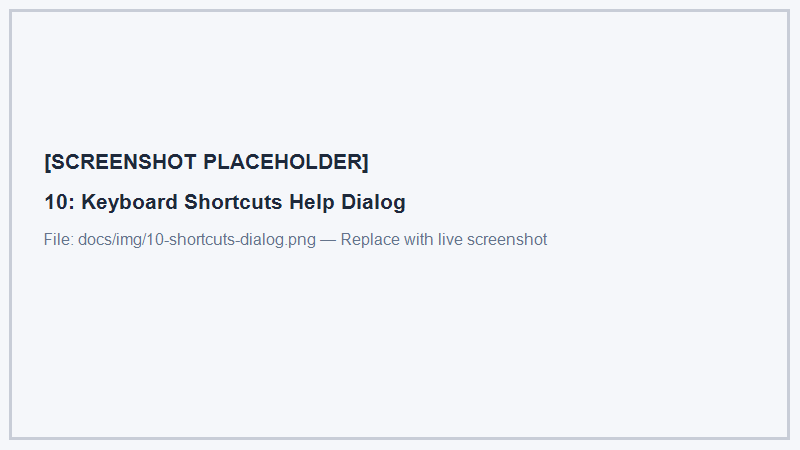 [SCREENSHOT PLACEHOLDER]
10: Keyboard Shortcuts Help Dialog
File: docs/img/10-shortcuts-dialog.png — Replace with live screenshot